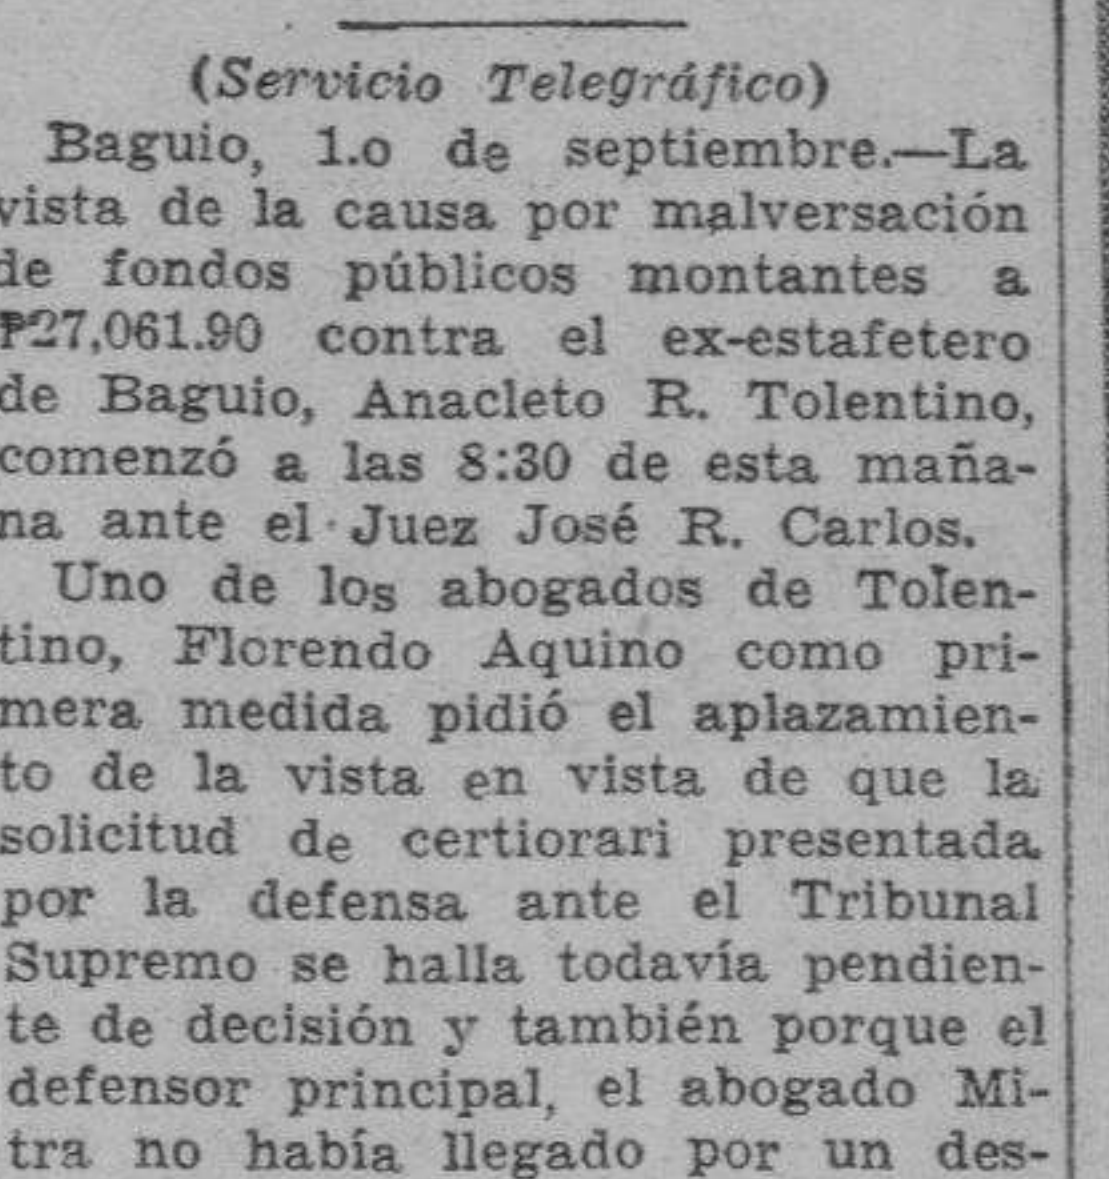 (Servicio Telegráfico)
Baguio, 1.o de septiembre.—La
vista de la causa por malversación
de fondos públicos montantes a
₱27,061.90 contra el ex-estafetero
de Baguio, Anacleto R. Tolentino,
comenzó a las 8:30 de esta maña-
na ante el Juez José R. Carlos.
Uno de los abogados de Tolen-
tino, Florendo Aquino como pri-
mera medida pidió el aplazamien-
to de la vista en vista de que la
solicitud de certiorari presentada
por la defensa ante el Tribunal
Supremo se halla todavía pendien-
te de decisión y también porque el
defensor principal, el abogado Mi-
tra no había llegado por un des-